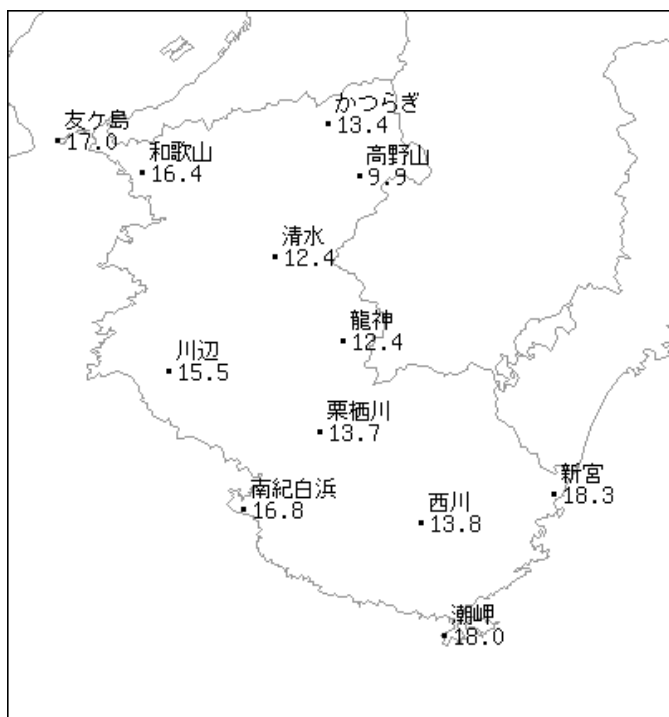 かつらぎ
13.4
友ケ島
17.0
和歌山
16.4
高野山
9.9
清水
12.4
龍神
12.4
川辺
15.5
栗栖川
13.7
新宮
18.3
南紀白浜
16.8
西川
13.8
潮岬
18.0